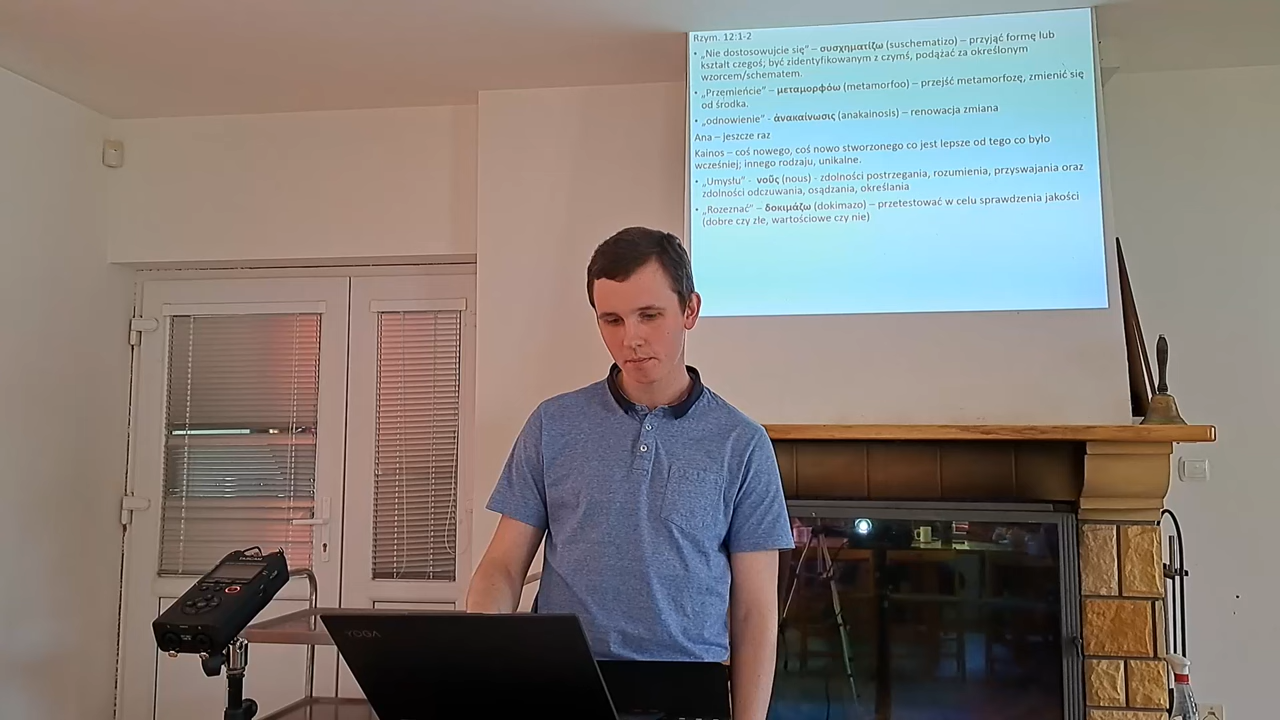 Rzym. 12:1-2
• „Nie dostosowujcie się" – συσχηματίζω (suschematizo) – przyjąć formę lub
kształt czegoś; być zidentyfikowanym z czymś, podążać za określonym
wzorcem/schematem.
• „Przemieńcie" – μεταμορφόω (metamorfoo) – przejść metamorfozę, zmienić się
od środka.
• „odnowienie" - ἀνακαίνωσις (anakainosis) – renowacja zmiana
Ana – jeszcze raz
Kainos – coś nowego, coś nowo stworzonego co jest lepsze od tego co było
wcześniej; innego rodzaju, unikalne.
• „Umysłu" - νοῦς (nous) - zdolności postrzegania, rozumienia, przyswajania oraz
zdolności odczuwania, osądzania, określania
• „Rozeznać" – δοκιμάζω (dokimazo) – przetestować w celu sprawdzenia jakości
(dobre czy złe, wartościowe czy nie)
TASCAM
YOGA